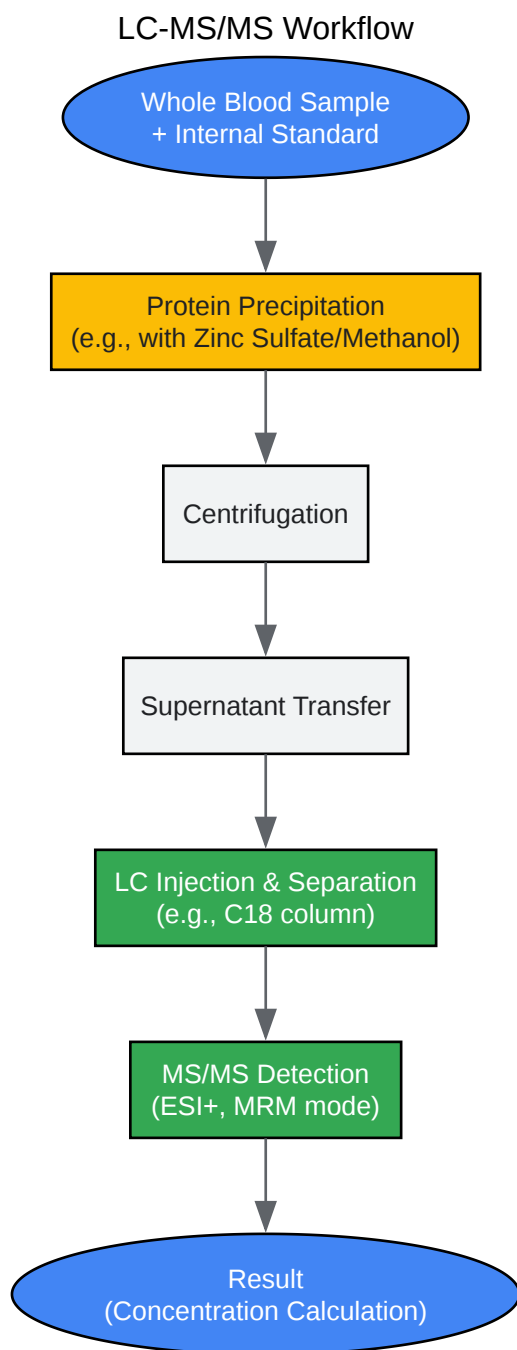 LC-MS/MS Workflow
Whole Blood Sample
+ Internal Standard
Protein Precipitation
(e.g., with Zinc Sulfate/Methanol)
Centrifugation
Supernatant Transfer
LC Injection & Separation
(e.g., C18 column)
MS/MS Detection
(ESI+, MRM mode)
Result
(Concentration Calculation)